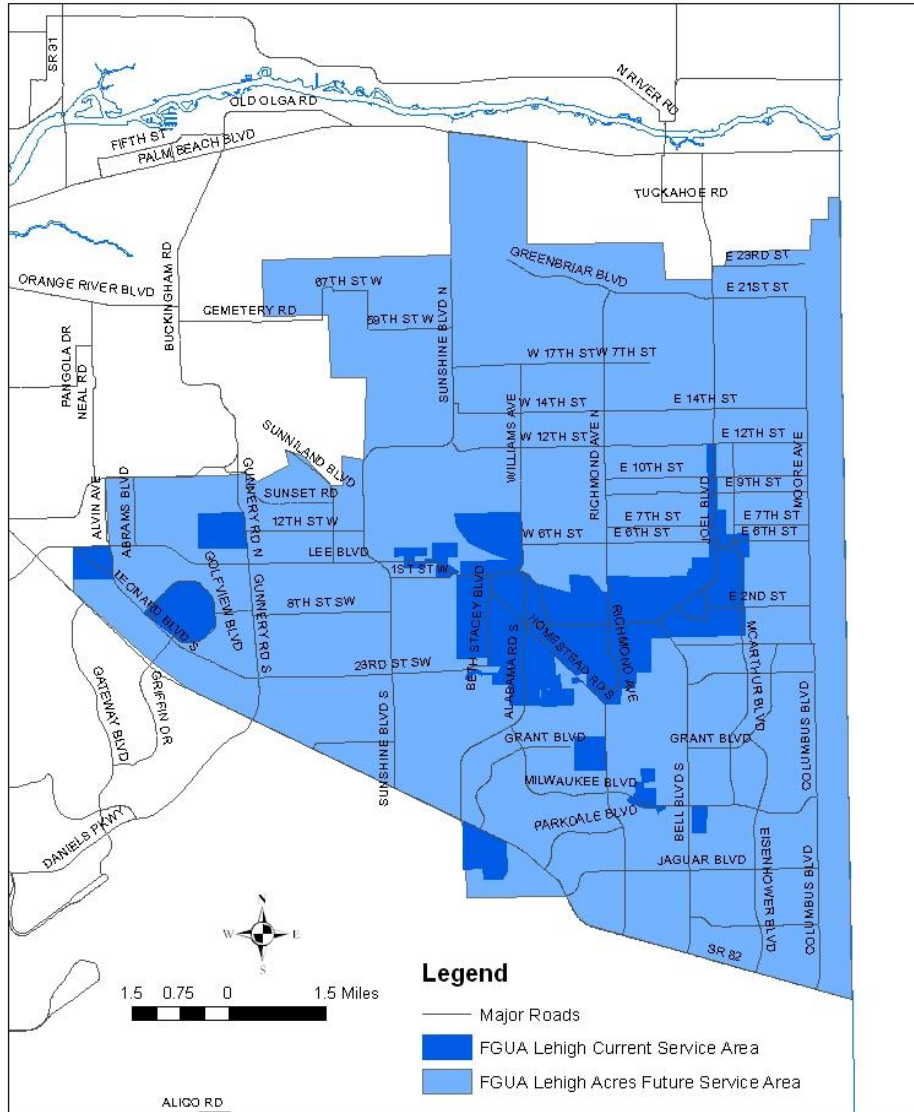 SR 31
N RIVER RD
OLD OLGA RD
FIFTH ST
PALM BEACH BLVD
TUCKAHOE RD
E 23RD ST
GREENBRIAR BLVD
ORANGE RIVER BLVD
BUCKINGHAM RD
67TH ST W
E 21ST ST
CEMETERY RD
59TH ST W
SUNSHINE BLVD N
PANGOLA DR
NEAL RD
W 17TH ST
W 7TH ST
W 14TH ST
E 14TH ST
WILLIAMS AVE
RICHMOND AVE N
W 12TH ST
E 12TH ST
SUNNILAND BLVD
E 10TH ST
MOORE AVE
ALVIN AVE
ABRAMS BLVD
GUNNERY RD N
SUNSET RD
E 9TH ST
JOEL BLVD
12TH ST W
E 7TH ST
E 7TH ST
W 6TH ST
E 6TH ST
E 6TH ST
LEE BLVD
1ST ST W
LEONARD BLVD S
GOLFVIEW BLVD
GUNNERY RD S
8TH ST SW
BETH STACEY BLVD
E 2ND ST
HOMESTEAD RD S
RICHMOND AVE
ALABAMA RD S
MCARTHUR BLVD
23RD ST SW
GATEWAY BLVD
GRIFFIN DR
SUNSHINE BLVD S
GRANT BLVD
GRANT BLVD
COLUMBUS BLVD
MILWAUKEE BLVD
BELL BLVD S
PARKDALE BLVD
DANIELS PKWY
JAGUAR BLVD
EISENHOWER BLVD
COLUMBUS BLVD
SR 82
N
W E
S
Legend
1.5 0.75 0 1.5 Miles
Major Roads
FGUA Lehigh Current Service Area
FGUA Lehigh Acres Future Service Area
ALICO RD